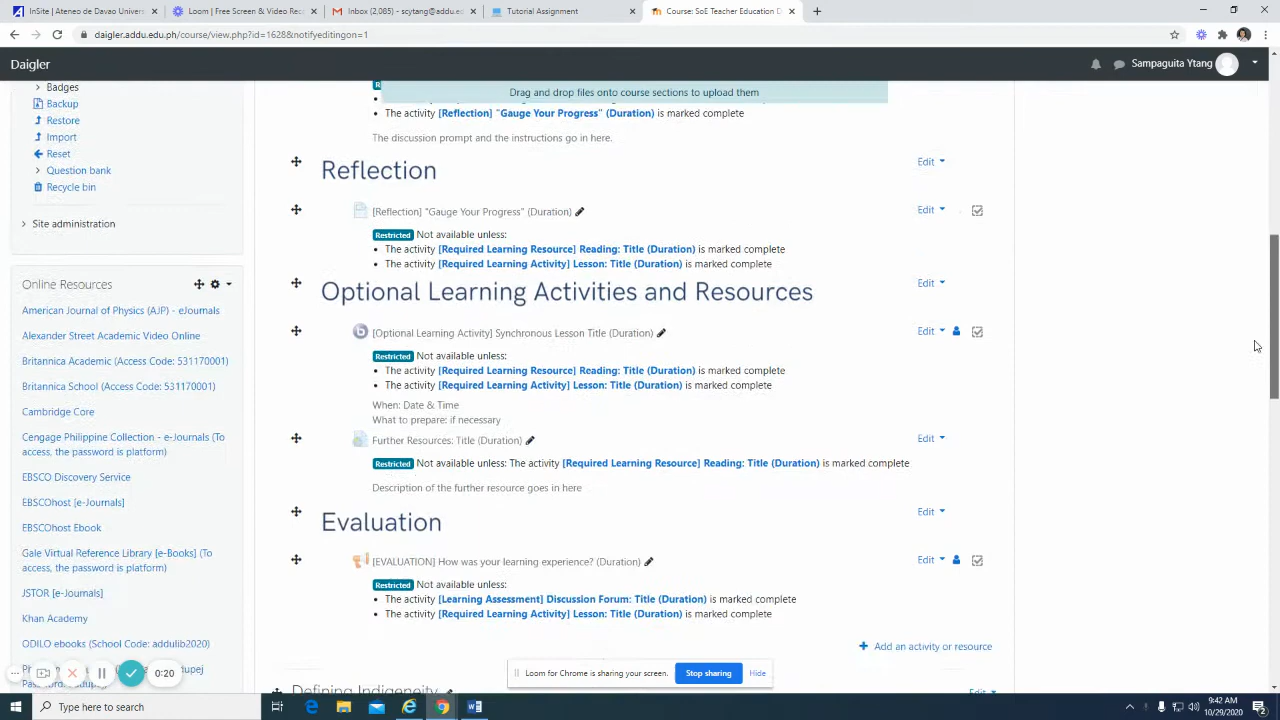 InSite | Ateneo de Davao Univers
Loom | Free Screen & Video Rec
Inbox (2,085) - scytang@addu.ed
Tutorial Assignment
Course: SoE Teacher Education D
daigler.addu.edu.ph/course/view.php?id=1628&notifyeditingon=1
Daigler
Sampaguita Ytang
Badges
Backup
Restore
Import
Reset
Question bank
Recycle bin
Site administration
Online Resources
American Journal of Physics (AJP) - eJournals
Alexander Street Academic Video Online
Britannica Academic (Access Code: 531170001)
Britannica School (Access Code: 531170001)
Cambridge Core
Cengage Philippine Collection - e-Journals (To
access, the password is platform)
EBSCO Discovery Service
EBSCOhost [e-Journals]
EBSCOhost Ebook
Gale Virtual Reference Library [e-Books] (To
access, the password is platform)
JSTOR [e-Journals]
Khan Academy
ODILO ebooks (School Code: addulib2020)
Drag and drop files onto course sections to upload them
The activity [Reflection] "Gauge Your Progress" (Duration) is marked complete
The discussion prompt and the instructions go in here.
Reflection
Edit
[Reflection] "Gauge Your Progress" (Duration)
Edit
Restricted Not available unless:
The activity [Required Learning Resource] Reading: Title (Duration) is marked complete
The activity [Required Learning Activity] Lesson: Title (Duration) is marked complete
Optional Learning Activities and Resources
Edit
[Optional Learning Activity] Synchronous Lesson Title (Duration)
Edit
Restricted Not available unless:
The activity [Required Learning Resource] Reading: Title (Duration) is marked complete
The activity [Required Learning Activity] Lesson: Title (Duration) is marked complete
When: Date & Time
What to prepare: if necessary
Further Resources: Title (Duration)
Edit
Restricted Not available unless: The activity [Required Learning Resource] Reading: Title (Duration) is marked complete
Description of the further resource goes in here
Evaluation
Edit
[EVALUATION] How was your learning experience? (Duration)
Edit
Restricted Not available unless:
The activity [Learning Assessment] Discussion Forum: Title (Duration) is marked complete
The activity [Required Learning Activity] Lesson: Title (Duration) is marked complete
Add an activity or resource
0:20
Loom for Chrome is sharing your screen.
Stop sharing
Hide
Defining Indigeneity
Edit
Type here to search
9:42 AM
10/29/2020